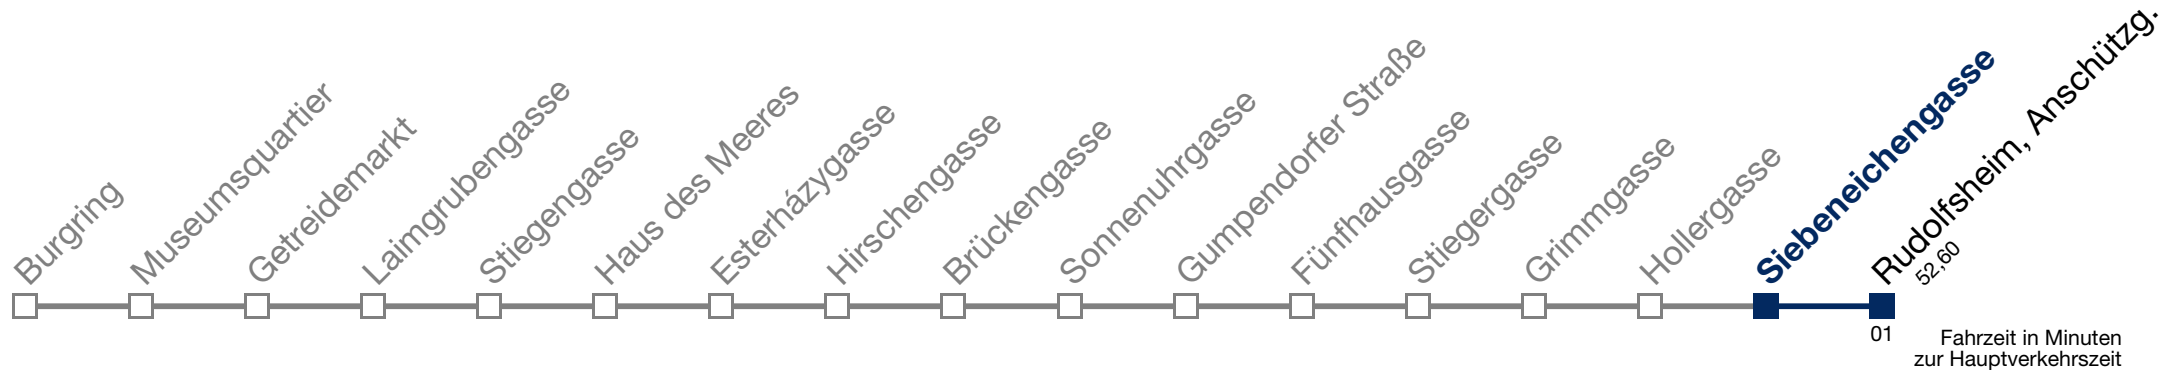 Burgring
Museumsquartier
Getreidemarkt
Laimgrubengasse
Stiegengasse
Haus des Meeres
Esterházygasse
Hirschengasse
Brückengasse
Sonnenuhrgasse
Gumpendorfer Straße
Fünfhausgasse
Stiegergasse
Grimmgasse
Hollergasse
Siebeneichengasse
Rudolfsheim, Anschützg.
52,60
01
Fahrzeit in Minuten
zur Hauptverkehrszeit